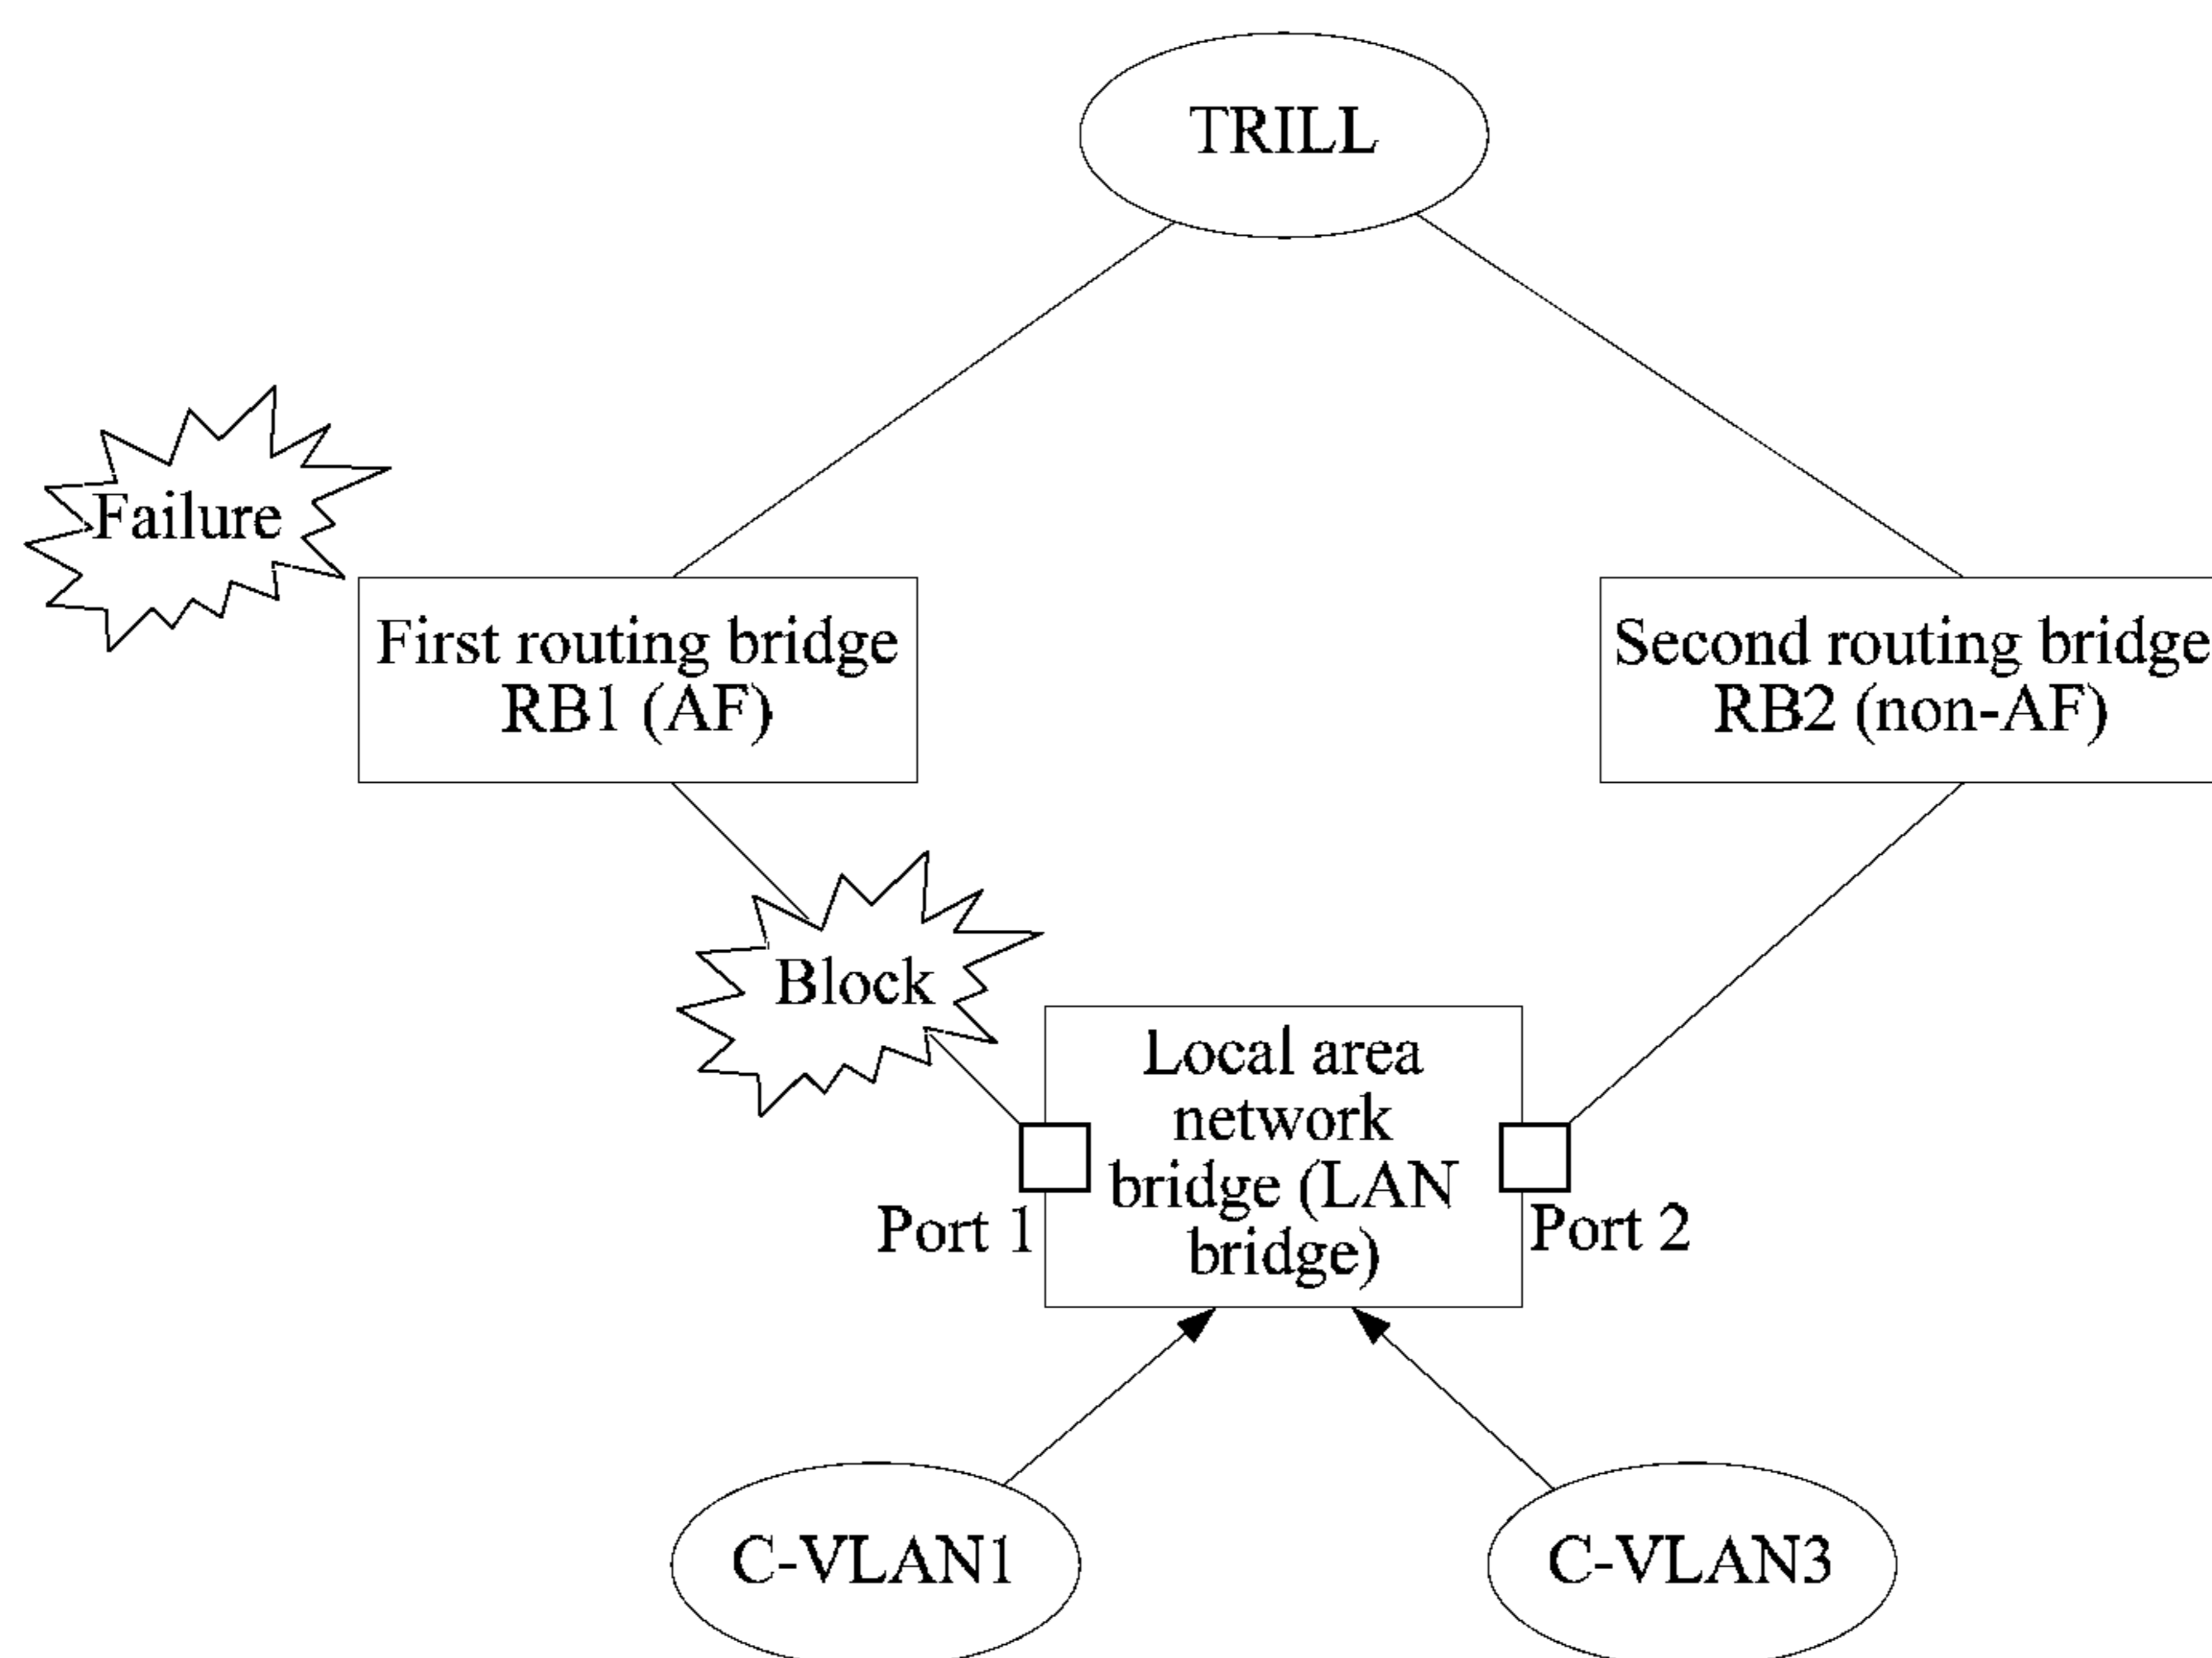 TRILL
Failure
First routing bridge
RB1 (AF)
Second routing bridge
RB2 (non-AF)
Block
Local area
network
bridge (LAN
bridge)
Port 1
Port 2
C-VLAN1
C-VLAN3